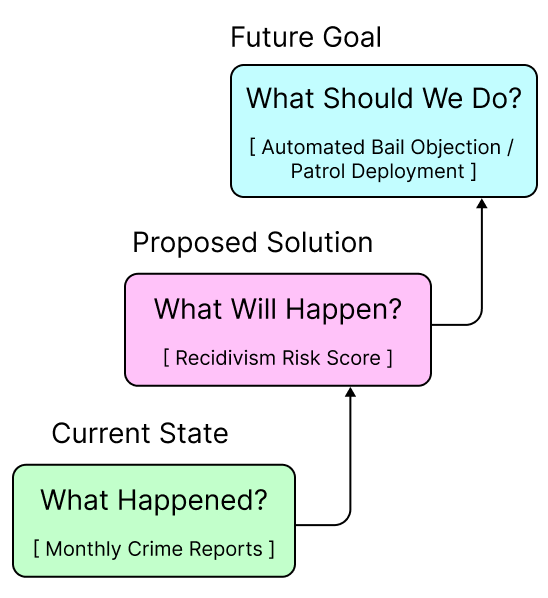 Future Goal
What Should We Do?
[ Automated Bail Objection /
Patrol Deployment ]
Proposed Solution
What Will Happen?
[ Recidivism Risk Score ]
Current State
What Happened?
[ Monthly Crime Reports ]